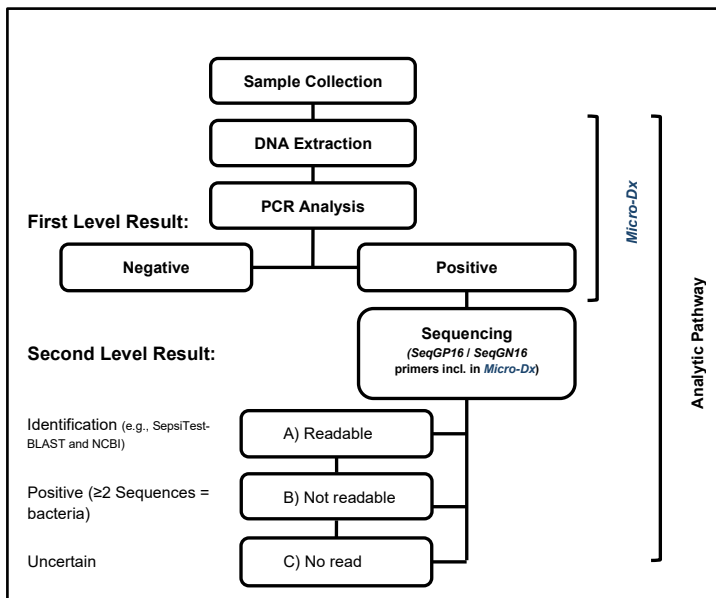 Sample Collection
DNA Extraction
PCR Analysis
First Level Result:
Negative
Positive
Sequencing
(SeqGP16 / SeqGN16
primers incl. in Micro-Dx)
Second Level Result:
Identification (e.g., SepsiTest-
BLAST and NCBI)
A) Readable
Positive (≥2 Sequences =
bacteria)
B) Not readable
Uncertain
C) No read
Micro-Dx
Analytic Pathway